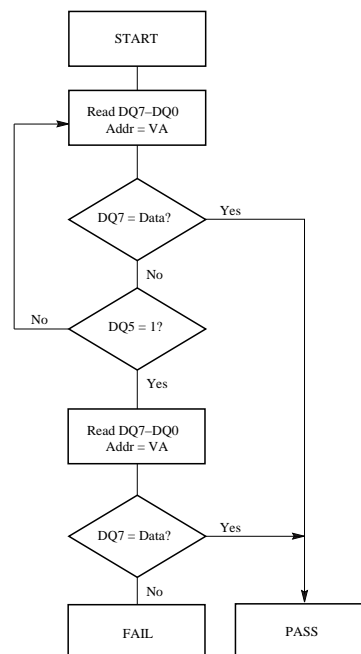 START
Read DQ7–DQ0
Addr = VA
DQ7 = Data?
Yes
No
No
DQ5 = 1?
Yes
Read DQ7–DQ0
Addr = VA
DQ7 = Data?
Yes
No
FAIL
PASS